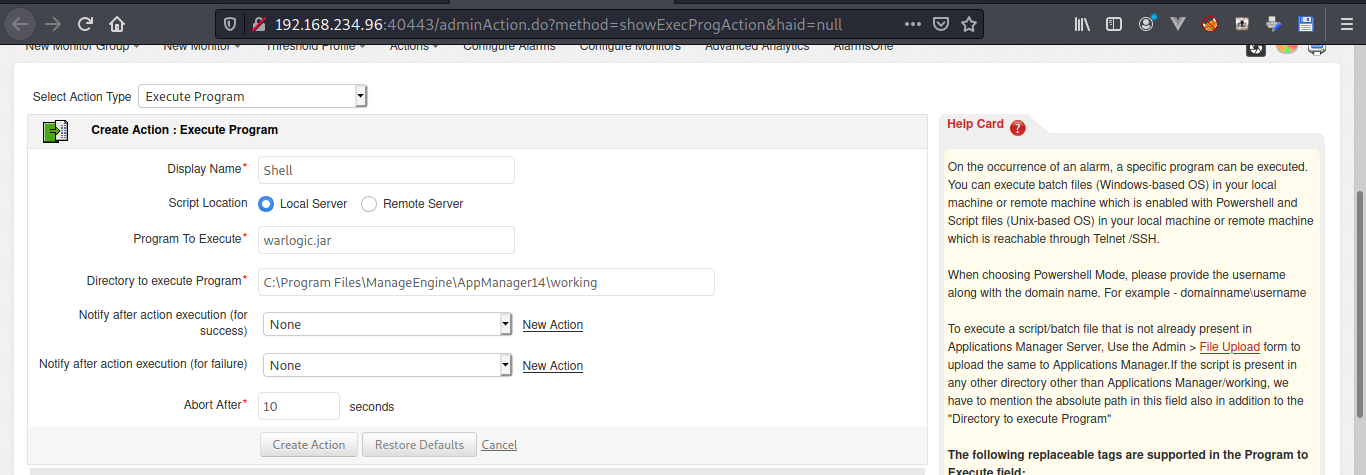 192.168.234.96:40443/adminAction.do?method=showExecProgAction&haid=null
New Monitor Group New Monitor Threshold Profile Actions Configure Alarms Configure Monitors Advanced Analytics AlarmsOne
Select Action Type Execute Program
Create Action : Execute Program
Display Name* Shell
Script Location Local Server Remote Server
Program To Execute* warlogic.jar
Directory to execute Program* C:\Program Files\ManageEngine\AppManager14\working
Notify after action execution (for
success) None New Action
Notify after action execution (for failure) None New Action
Abort After* 10 seconds
Create Action Restore Defaults Cancel
Help Card ?
On the occurrence of an alarm, a specific program can be executed.
You can execute batch files (Windows-based OS) in your local
machine or remote machine which is enabled with Powershell and
Script files (Unix-based OS) in your local machine or remote machine
which is reachable through Telnet /SSH.
When choosing Powershell Mode, please provide the username
along with the domain name. For example - domainname\username
To execute a script/batch file that is not already present in
Applications Manager Server, Use the Admin > File Upload form to
upload the same to Applications Manager.If the script is present in
any other directory other than Applications Manager/working, we
have to mention the absolute path in this field also in addition to the
"Directory to execute Program"
The following replaceable tags are supported in the Program to
Execute field: